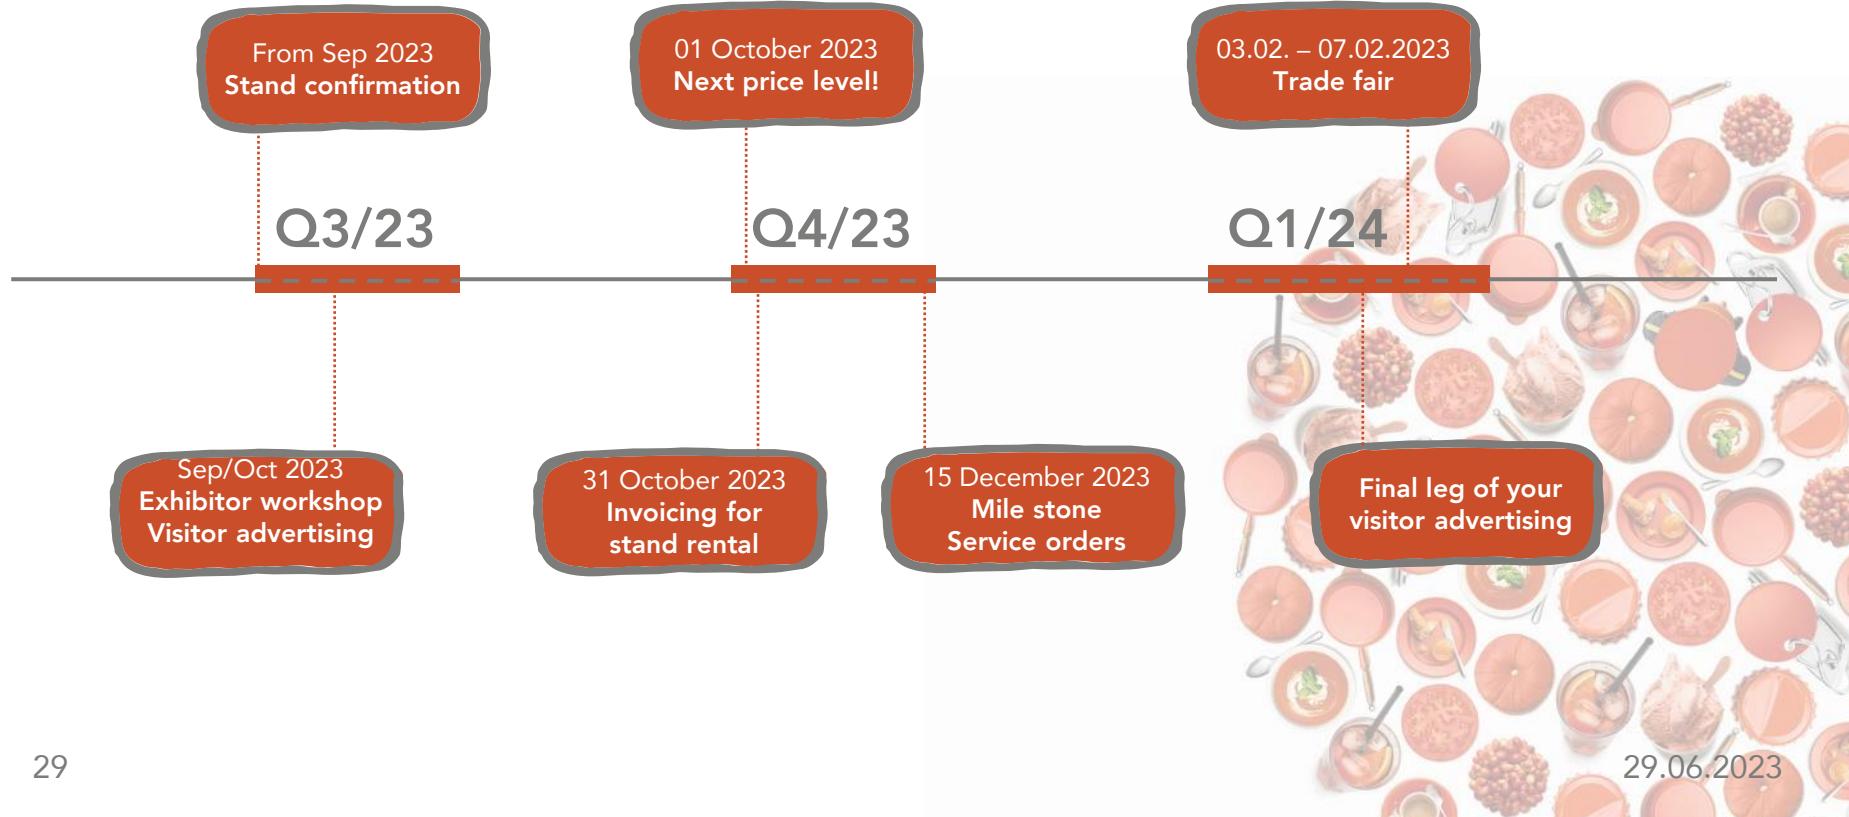 From Sep 2023
Stand confirmation
01 October 2023
Next price level!
03.02. – 07.02.2023
Trade fair
Q3/23
Q4/23
Q1/24
Sep/Oct 2023
Exhibitor workshop
Visitor advertising
31 October 2023
Invoicing for
stand rental
15 December 2023
Mile stone
Service orders
Final leg of your
visitor advertising
29
29.06.2023